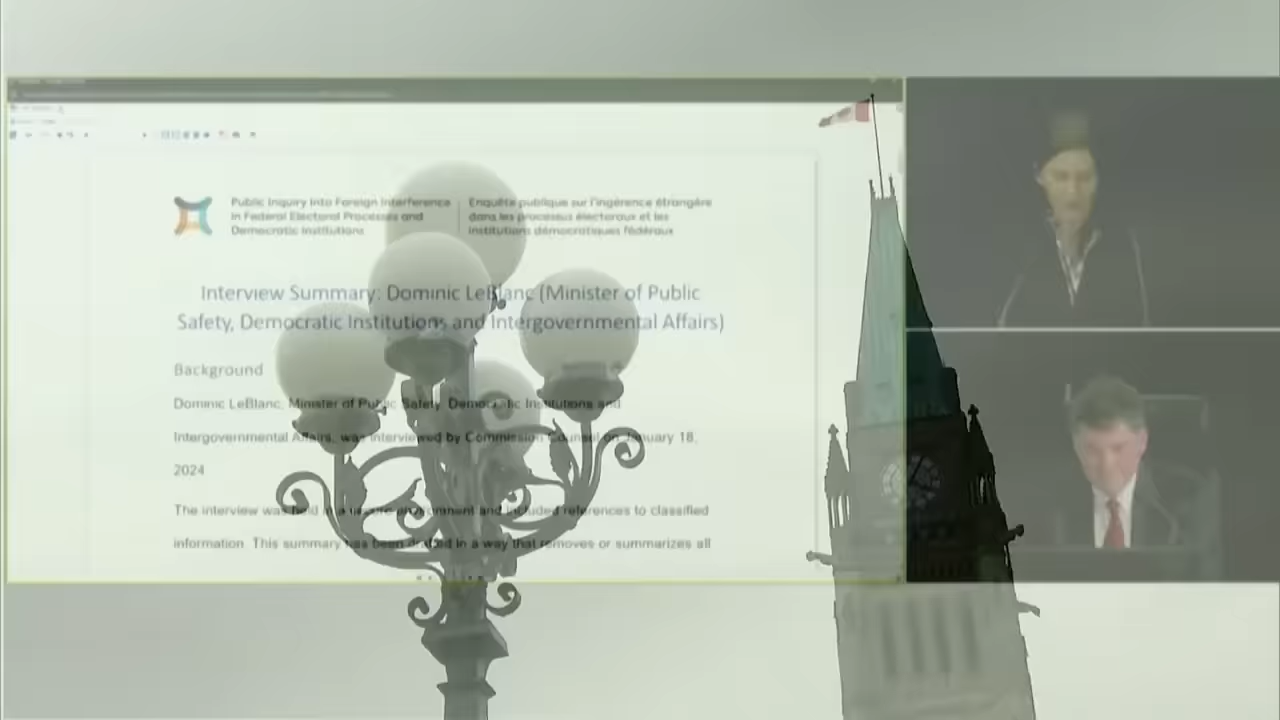 Public Inquiry Into Foreign Interference
in Federal Electoral Processes and
Democratic Institutions
Enquête publique sur l'ingérence étrangère
dans les processus électoraux et les
institutions démocratiques fédéraux
Interview Summary: Dominic LeBlanc (Minister of Public
Safety, Democratic Institutions and Intergovernmental Affairs)
Background
Dominic LeBlanc, Minister of Public Safety, Democratic Institutions and
Intergovernmental Affairs, was interviewed by Commission Counsel on January 18,
2024
The interview was held in a secure environment and included references to classified
information. This summary has been drafted in a way that removes or summarizes all